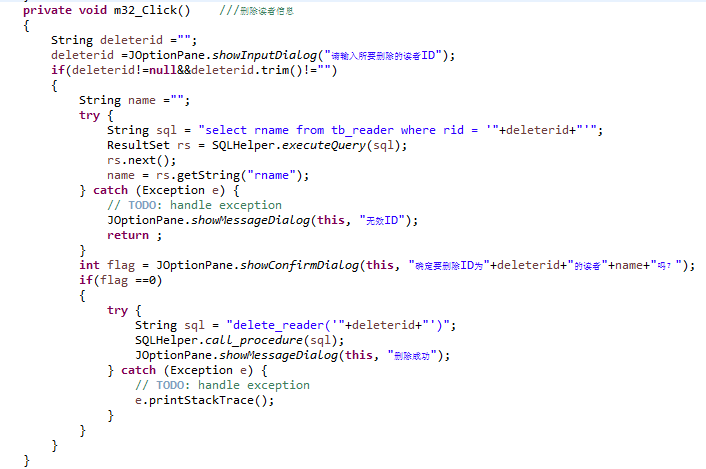 private void m32_Click()    ///删除读者信息
{
    String deleterid ="";
    deleterid =JOptionPane.showInputDialog("请输入所要删除的读者ID");
    if(deleterid!=null&&deleterid.trim()!="")
    {
        String name ="";
        try {
            String sql = "select rname from tb_reader where rid = '"+deleterid+"'";
            ResultSet rs = SQLHelper.executeQuery(sql);
            rs.next();
            name = rs.getString("rname");
        } catch (Exception e) {
            // TODO: handle exception
            JOptionPane.showMessageDialog(this, "无效ID");
            return ;
        }
        int flag = JOptionPane.showConfirmDialog(this, "确定要删除ID为"+deleterid+"的读者"+name+"吗？");
        if(flag ==0)
        {
            try {
                String sql = "delete_reader('"+deleterid+"')";
                SQLHelper.call_procedure(sql);
                JOptionPane.showMessageDialog(this, "删除成功");
            } catch (Exception e) {
                // TODO: handle exception
                e.printStackTrace();
            }
        }
    }
}